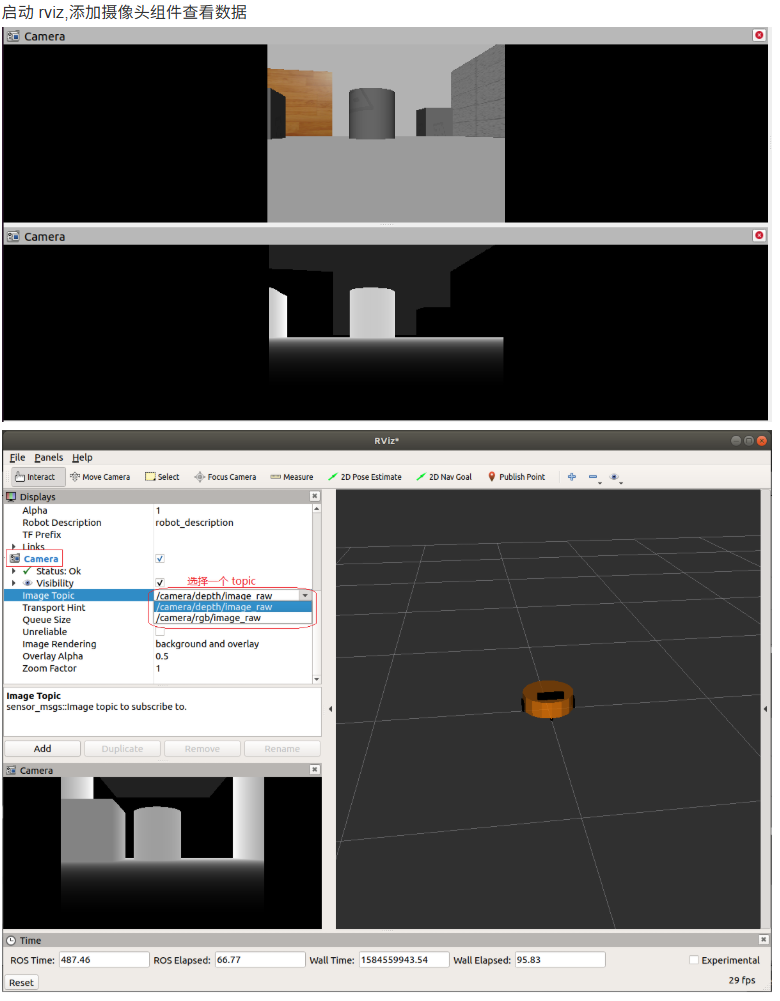 启动 rviz,添加摄像头组件查看数据
Camera
Camera
RViz*
File Panels Help
Interact Move Camera Select Focus Camera Measure 2D Pose Estimate 2D Nav Goal Publish Point
Displays
Alpha 1
Robot Description robot_description
TF Prefix
Links
Camera
Status: Ok
Visibility 选择一个 topic
Image Topic /camera/depth/image_raw
Transport Hint /camera/depth/image_raw
Queue Size /camera/rgb/image_raw
Unreliable
Image Rendering background and overlay
Overlay Alpha 0.5
Zoom Factor 1
Image Topic
sensor_msgs::Image topic to subscribe to.
Add Duplicate Remove Rename
Camera
Time
ROS Time: 487.46 ROS Elapsed: 66.77 Wall Time: 1584559943.54 Wall Elapsed: 95.83 Experimental
Reset 29 fps